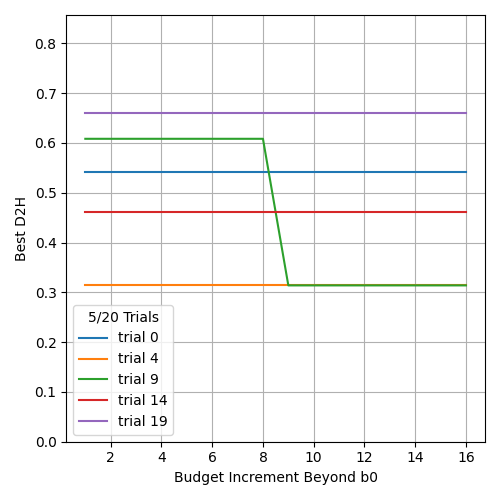 0.8
0.7
0.6
0.5
0.4
0.3
0.2
0.1
0.0
Best D2H
5/20 Trials
trial 0
trial 4
trial 9
trial 14
trial 19
2 4 6 8 10 12 14 16
Budget Increment Beyond b0